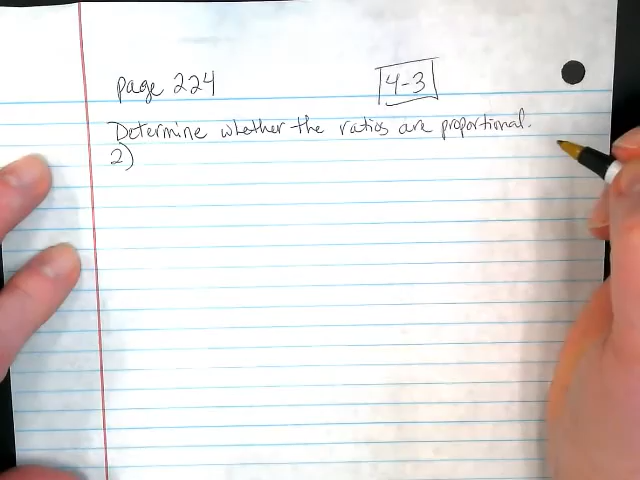 page 224
4-3
Determine whether the ratios are proportional.
2)